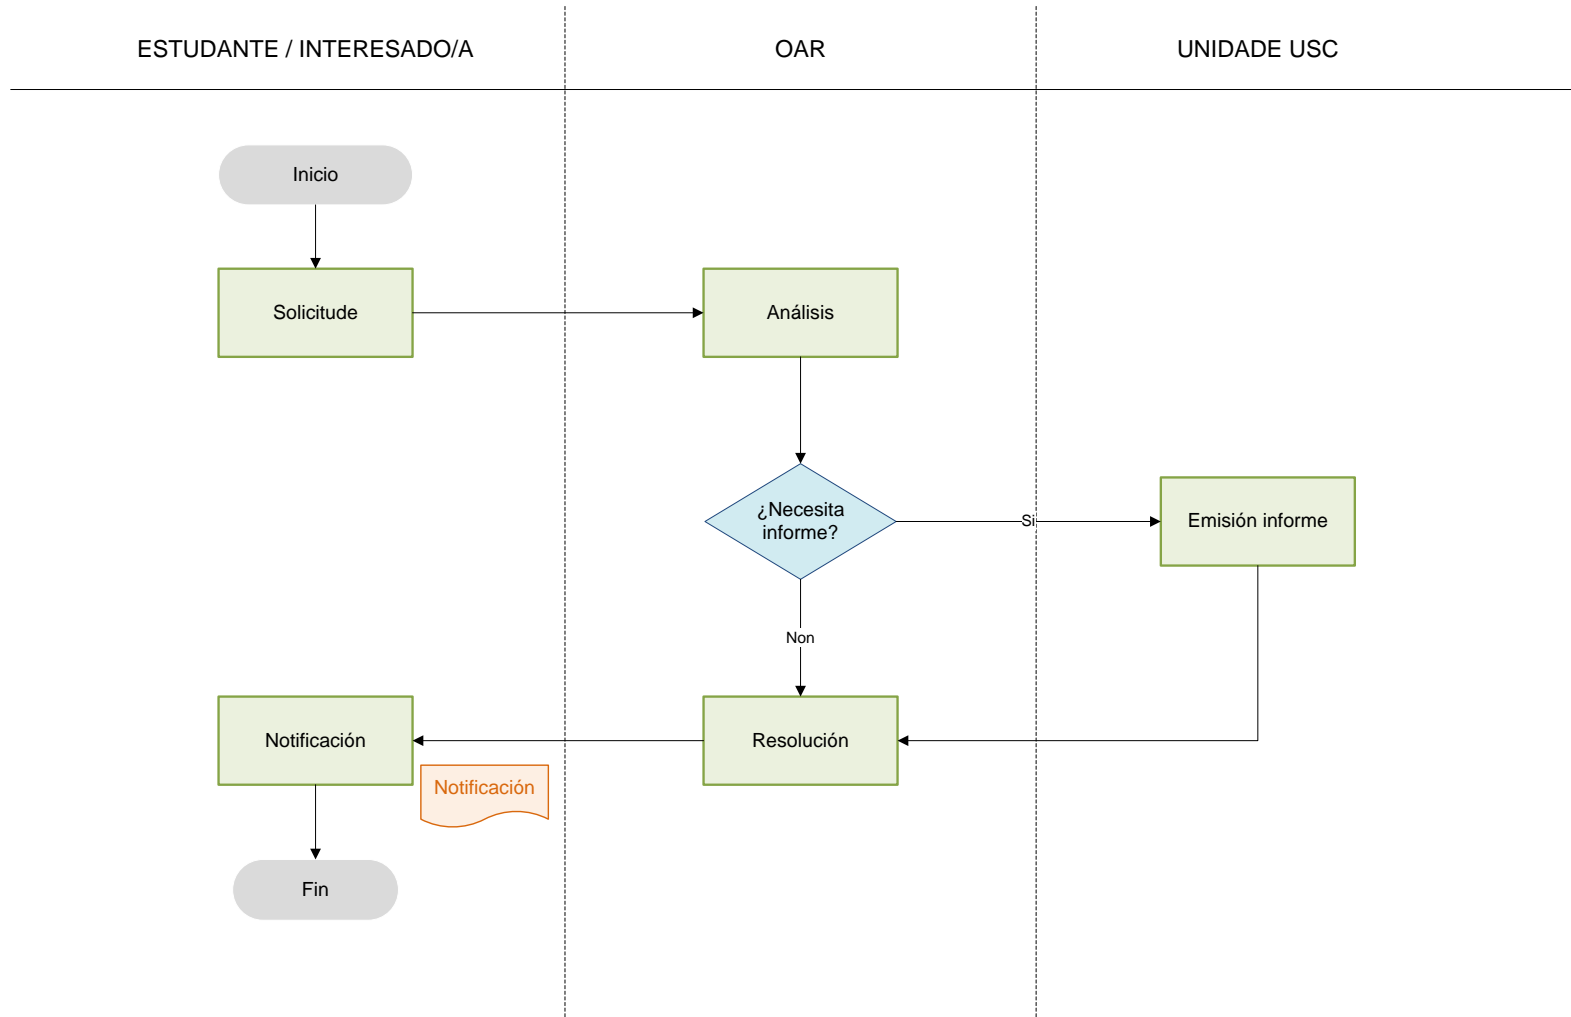 ESTUDANTE / INTERESADO/A
OAR
UNIDADE USC
Inicio
Solicitude
Análisis
¿Necesita
informe?
Si
Emisión informe
Non
Notificación
Resolución
Notificación
Fin